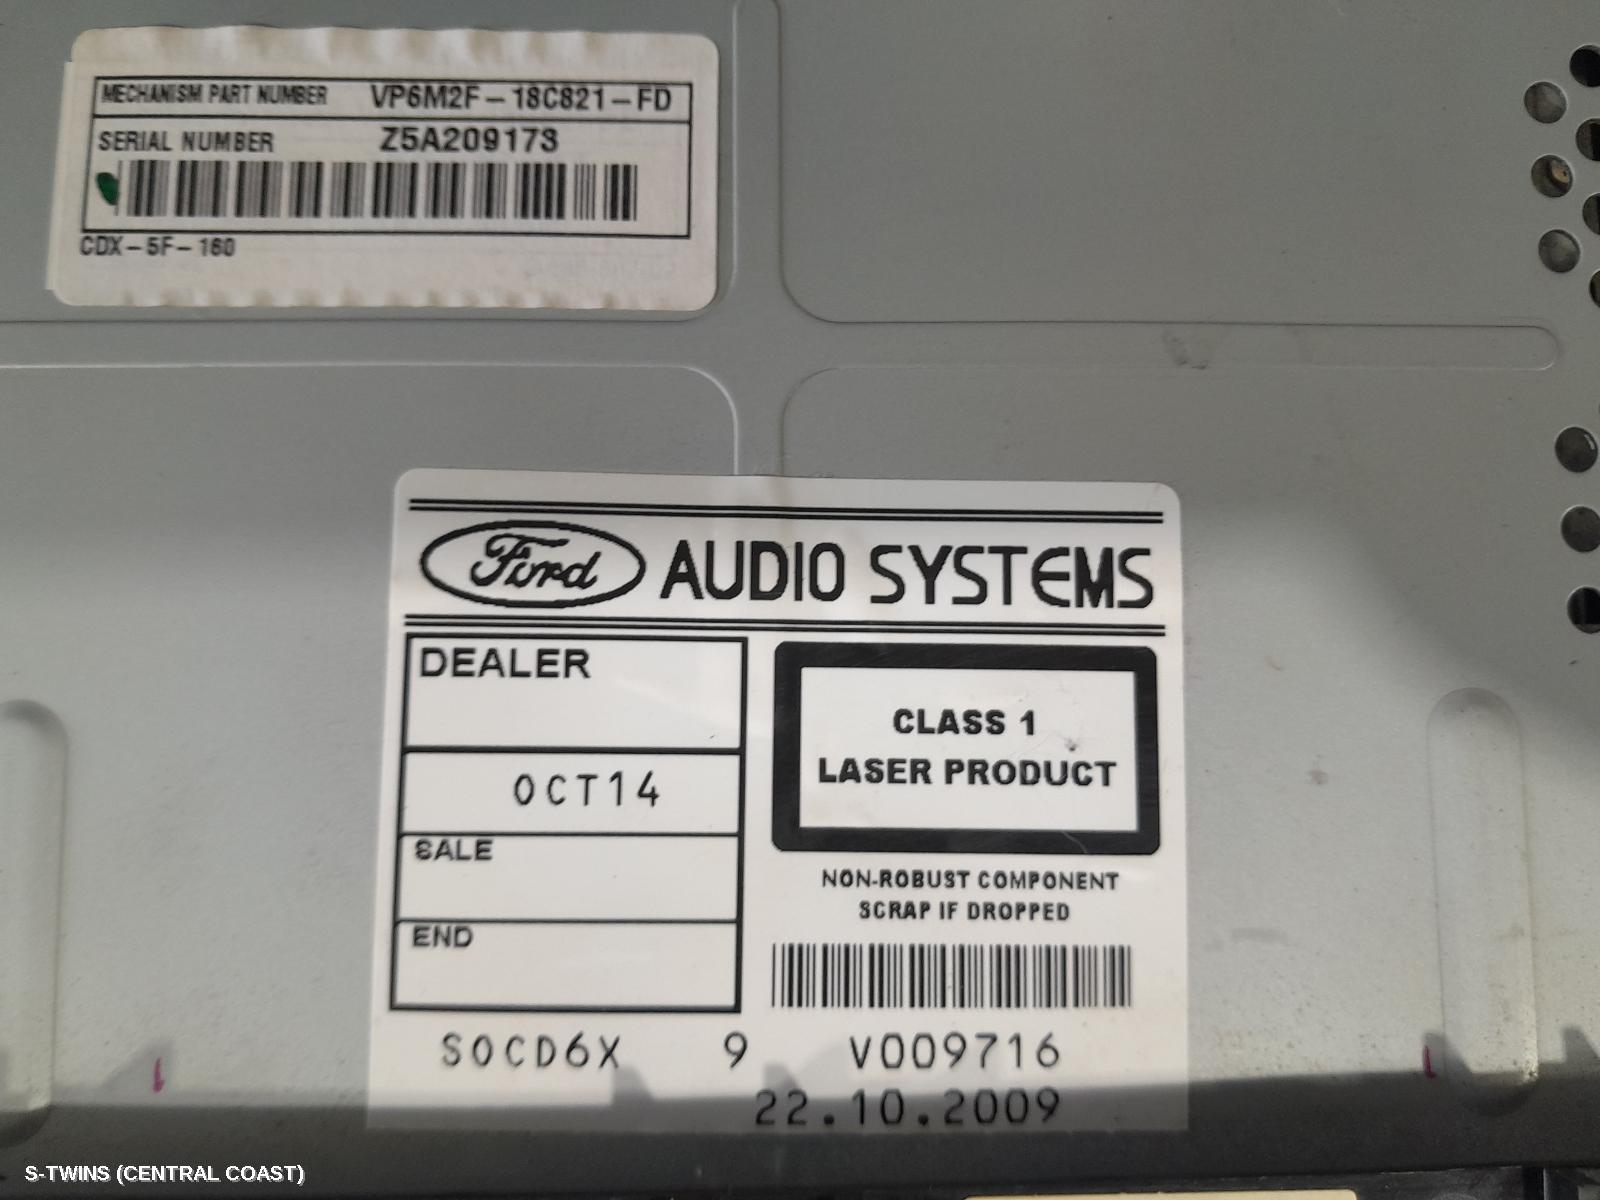 MECHANISM PART NUMBER VP6M2F-18C821-FD
SERIAL NUMBER Z5A209173
CDX-5F-160
Ford AUDIO SYSTEMS
DEALER
OCT14
SALE
END
CLASS 1
LASER PRODUCT
NON-ROBUST COMPONENT
SCRAP IF DROPPED
SOCD6X 9 V009716
22.10.2009
S-TWINS (CENTRAL COAST)